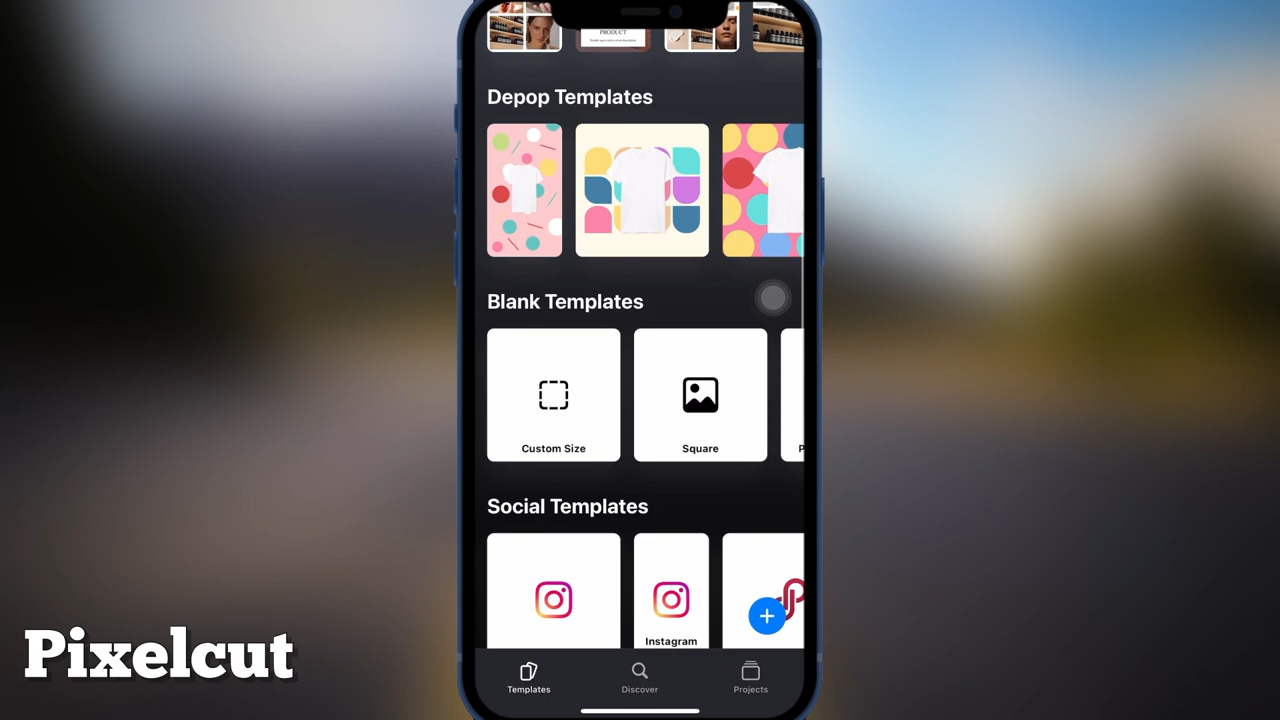 PRODUCT
Depop Templates
Blank Templates
Custom Size
Square
P
Social Templates
Instagram
Templates
Discover
Projects
Pixelcut